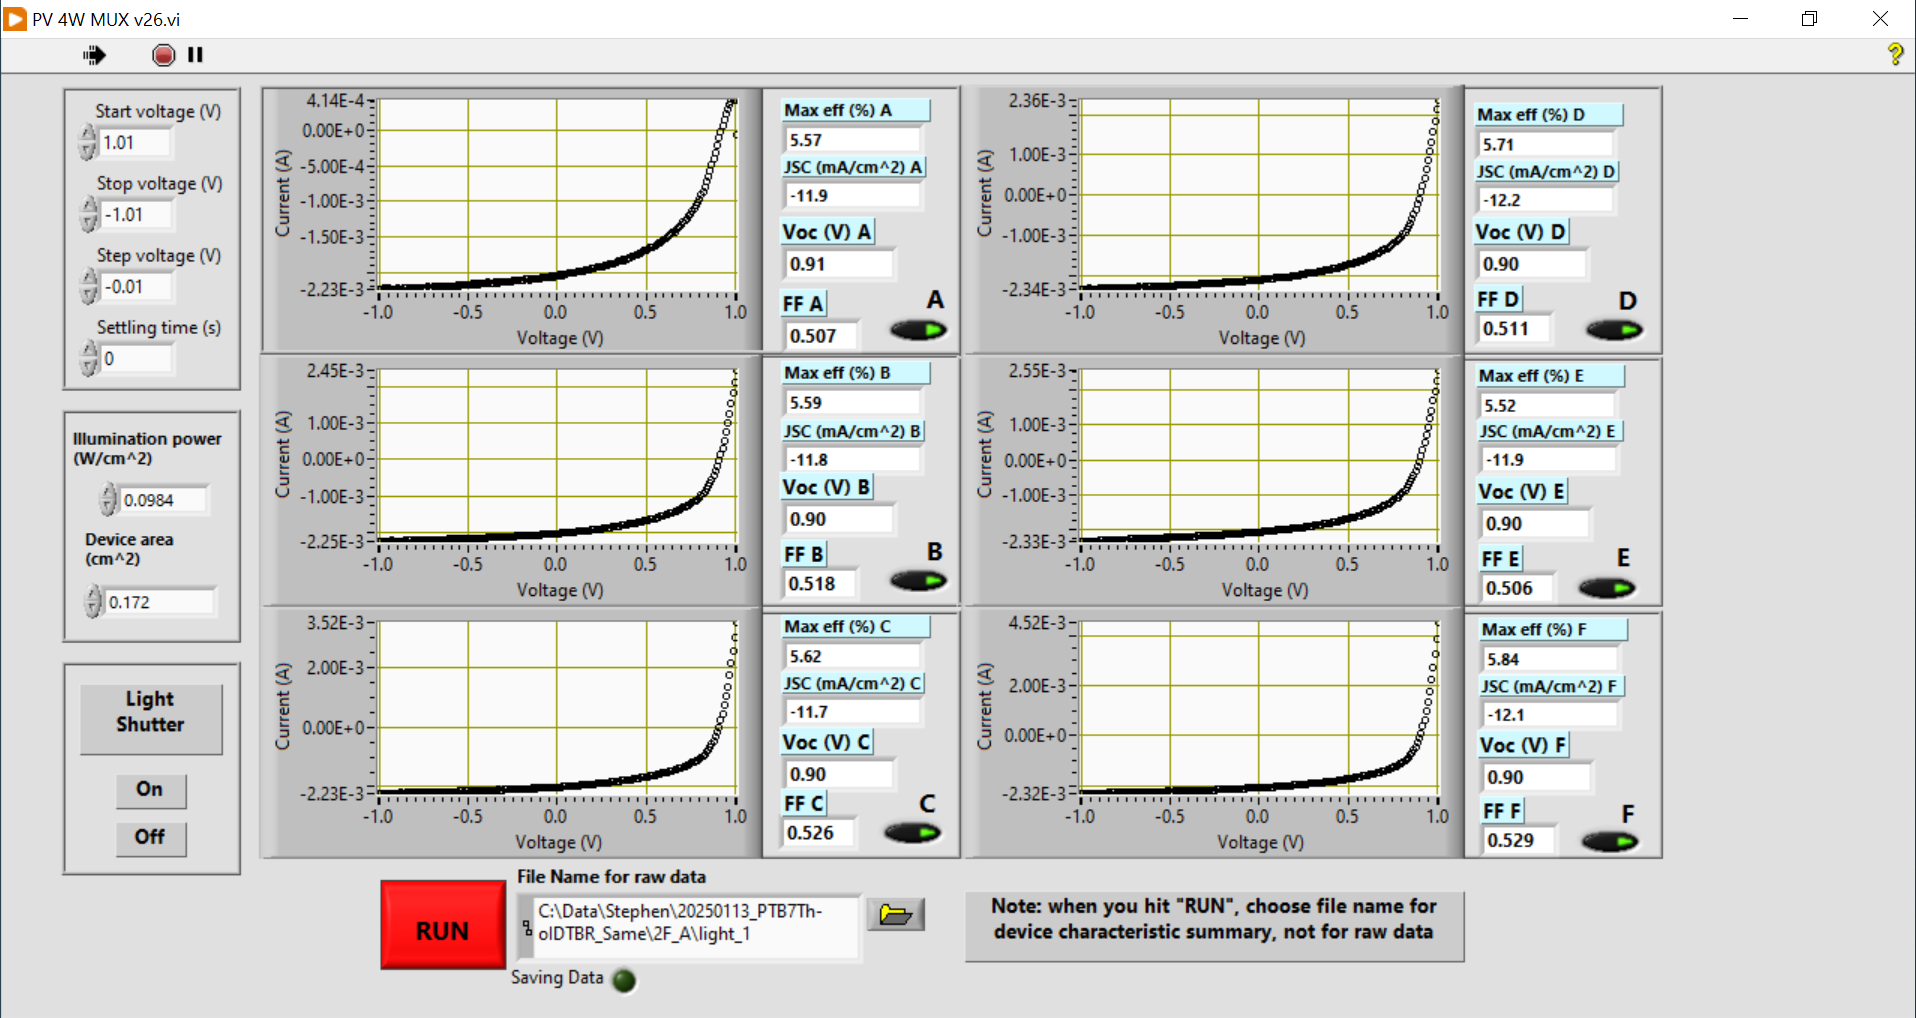 PV 4W MUX v26.vi
Start voltage (V)
1.01
Stop voltage (V)
-1.01
Step voltage (V)
-0.01
Settling time (s)
0
Illumination power
(W/cm^2)
0.0984
Device area
(cm^2)
0.172
Light
Shutter
On
Off
4.14E-4
0.00E+0
-5.00E-4
-1.00E-3
-1.50E-3
-2.23E-3
Current (A)
-1.0 -0.5 0.0 0.5 1.0
Voltage (V)
Max eff (%) A
5.57
JSC (mA/cm^2) A
-11.9
Voc (V) A
0.91
FF A
0.507
A
2.36E-3
1.00E-3
0.00E+0
-1.00E-3
-2.34E-3
Current (A)
-1.0 -0.5 0.0 0.5 1.0
Voltage (V)
Max eff (%) D
5.71
JSC (mA/cm^2) D
-12.2
Voc (V) D
0.90
FF D
0.511
D
2.45E-3
1.00E-3
0.00E+0
-1.00E-3
-2.25E-3
Current (A)
-1.0 -0.5 0.0 0.5 1.0
Voltage (V)
Max eff (%) B
5.59
JSC (mA/cm^2) B
-11.8
Voc (V) B
0.90
FF B
0.518
B
2.55E-3
1.00E-3
0.00E+0
-1.00E-3
-2.33E-3
Current (A)
-1.0 -0.5 0.0 0.5 1.0
Voltage (V)
Max eff (%) E
5.52
JSC (mA/cm^2) E
-11.9
Voc (V) E
0.90
FF E
0.506
E
3.52E-3
2.00E-3
0.00E+0
-2.23E-3
Current (A)
-1.0 -0.5 0.0 0.5 1.0
Voltage (V)
Max eff (%) C
5.62
JSC (mA/cm^2) C
-11.7
Voc (V) C
0.90
FF C
0.526
C
4.52E-3
2.00E-3
0.00E+0
-2.32E-3
Current (A)
-1.0 -0.5 0.0 0.5 1.0
Voltage (V)
Max eff (%) F
5.84
JSC (mA/cm^2) F
-12.1
Voc (V) F
0.90
FF F
0.529
F
RUN
File Name for raw data
C:\Data\Stephen\20250113_PTB7Th-
oIDTBR_Same\2F_A\light_1
Saving Data
Note: when you hit "RUN", choose file name for
device characteristic summary, not for raw data